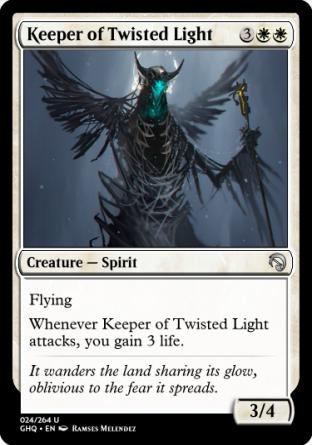 Keeper of Twisted Light 3
Creature — Spirit
Flying
Whenever Keeper of Twisted Light
attacks, you gain 3 life.
It wanders the land sharing its glow,
oblivious to the fear it spreads.
3/4
024/264 U
GHQ • EN Ramses Melendez